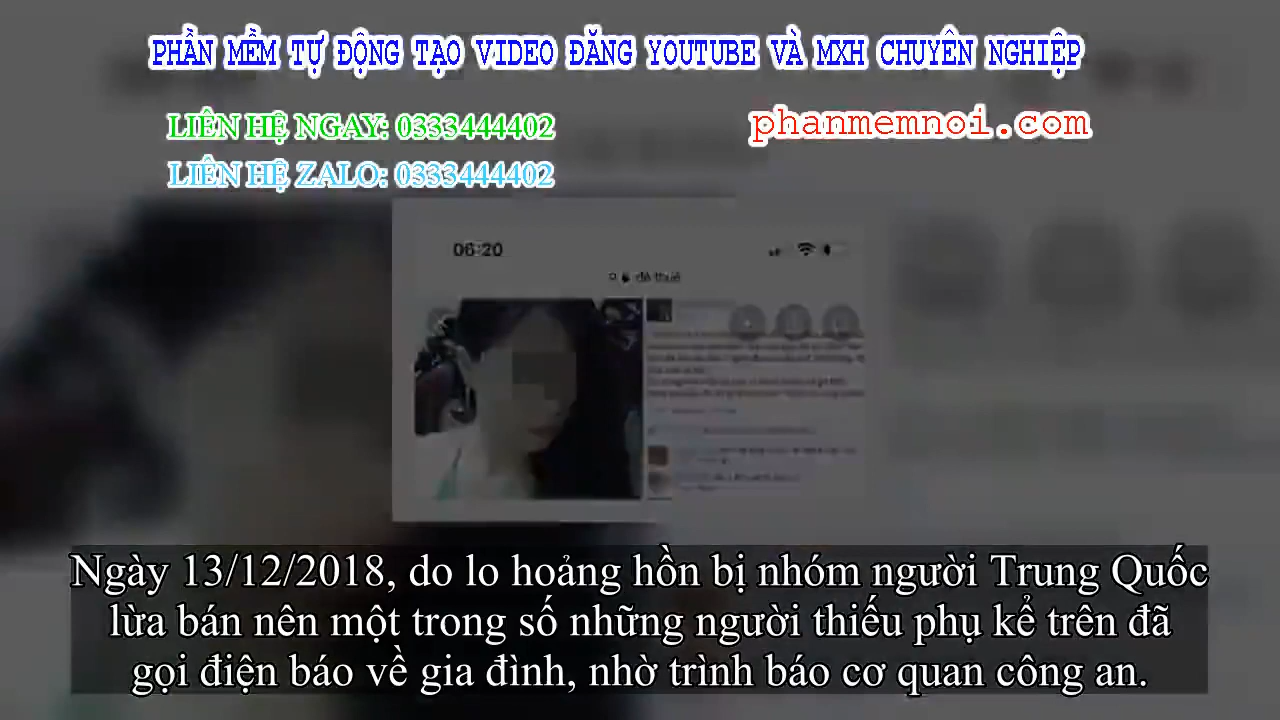 PHẦN MỀM TỰ ĐỘNG TẠO VIDEO ĐĂNG YOUTUBE VÀ MXH CHUYÊN NGHIỆP
LIÊN HỆ NGAY: 0333444402
phanmemnoi.com
LIÊN HỆ ZALO: 0333444402
06:20
đẻ thuê
Ngày 13/12/2018, do lo hoảng hồn bị nhóm người Trung Quốc
lừa bán nên một trong số những người thiếu phụ kể trên đã
gọi điện báo về gia đình, nhờ trình báo cơ quan công an.